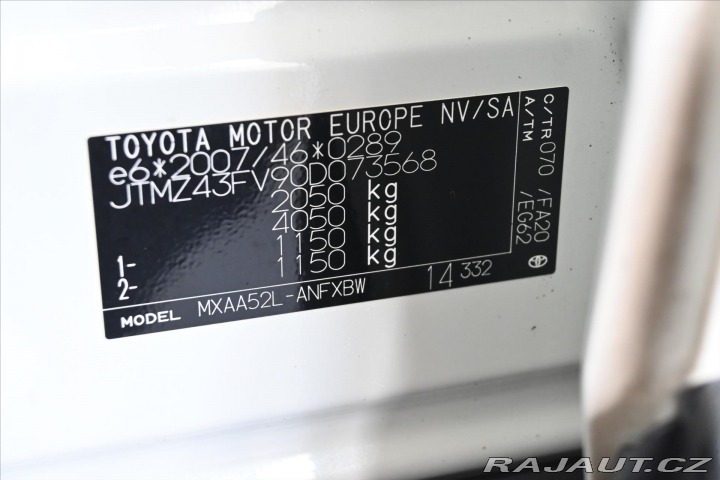 TOYOTA MOTOR EUROPE NV/SA
e6*2007/46*0289
JTMZ43FV90D073568
2050 kg
4050 kg
1- 1150 kg
2- 1150 kg
MODEL MXAA52L-ANFXBW 14 332
C/TR 070 /FA20
A/TM /EG62
RAJAUT.CZ